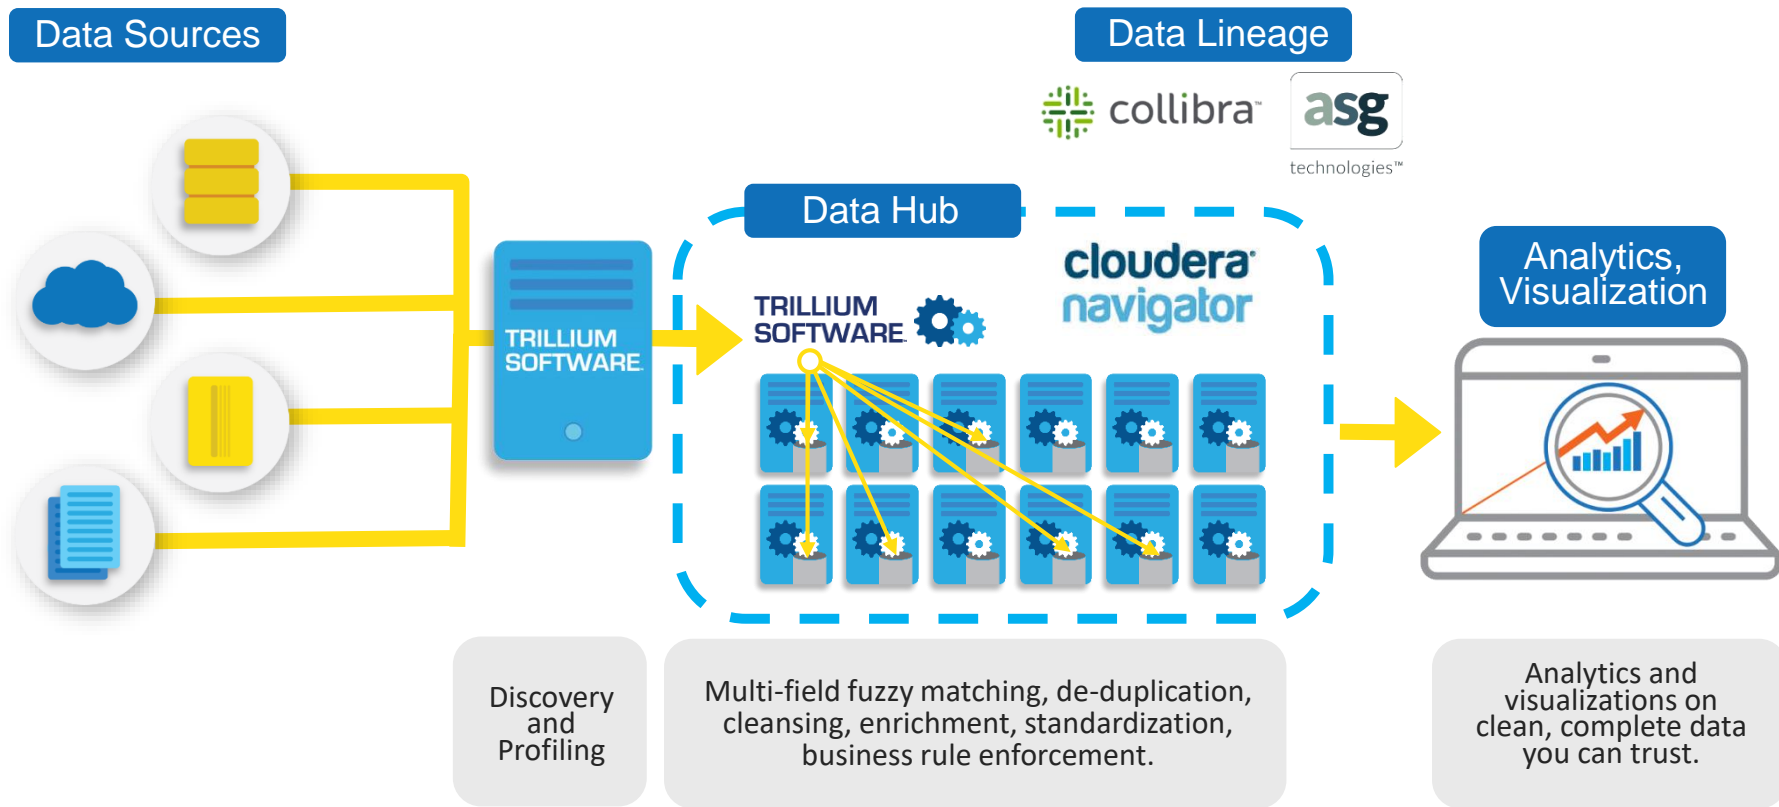 Data Sources
Data Lineage
collibra™
asg
technologies™
Data Hub
cloudera®
navigator
TRILLIUM
SOFTWARE.
TRILLIUM
SOFTWARE.
Analytics,
Visualization
Discovery
and
Profiling
Multi-field fuzzy matching, de-duplication,
cleansing, enrichment, standardization,
business rule enforcement.
Analytics and
visualizations on
clean, complete data
you can trust.